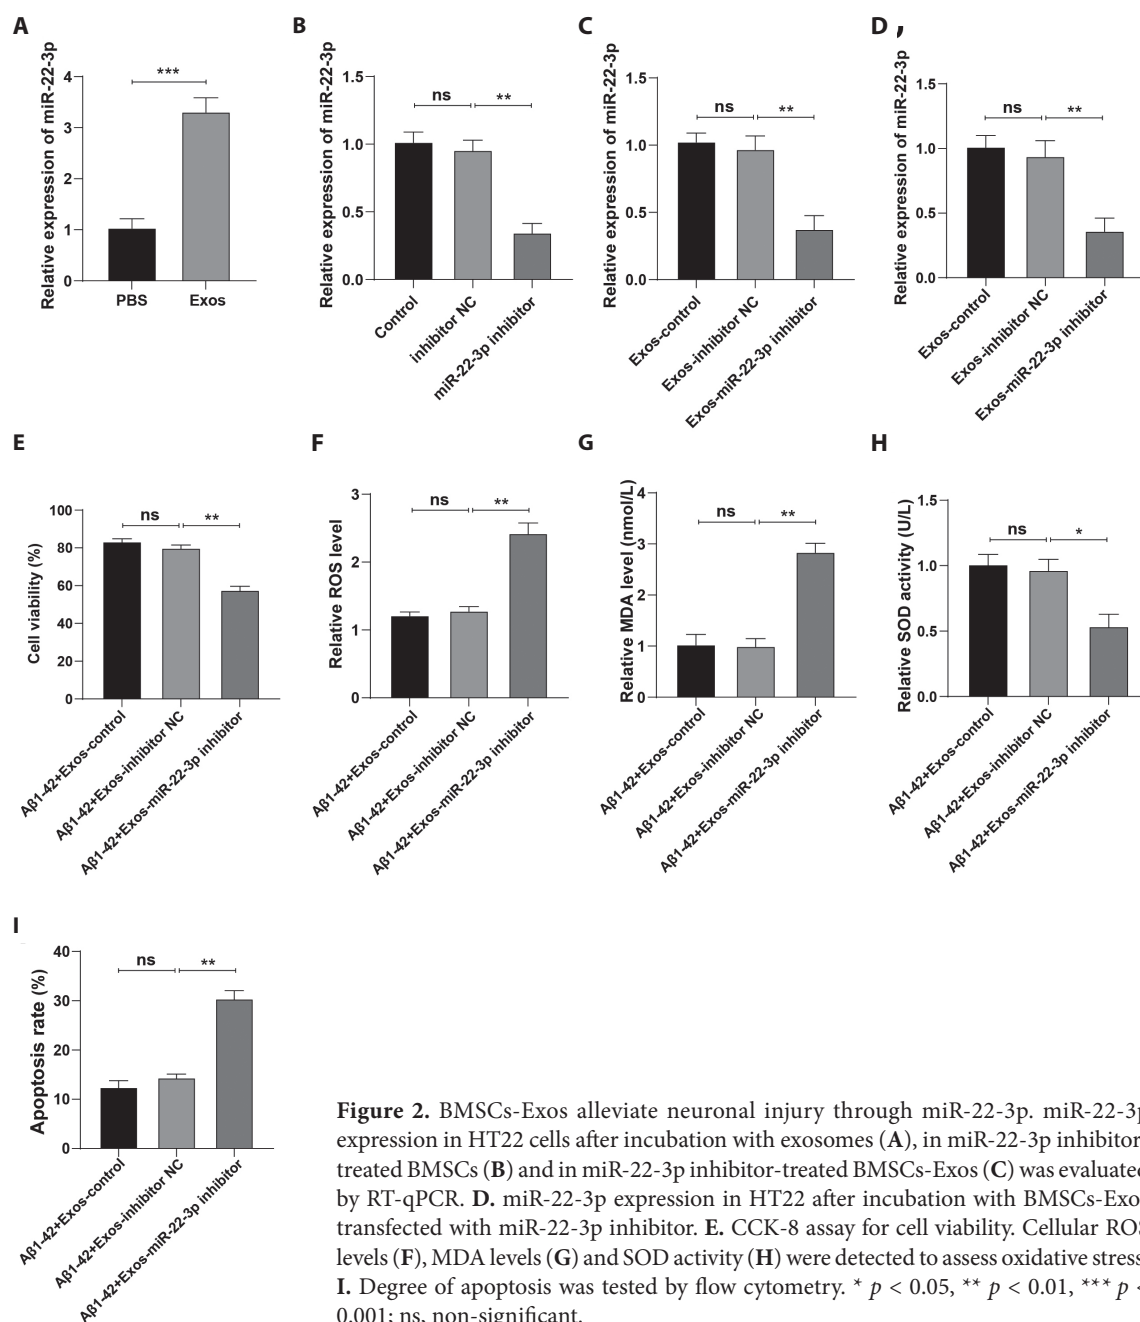 A
Relative expression of miR-22-3p
4
3
2
1
0
***
PBS
Exos
B
Relative expression of miR-22-3p
1.5
1.0
0.5
0.0
ns
**
Control
inhibitor NC
miR-22-3p inhibitor
C
Relative expression of miR-22-3p
1.5
1.0
0.5
0.0
ns
**
Exos-control
Exos-inhibitor NC
Exos-miR-22-3p inhibitor
D ,
Relative expression of miR-22-3p
1.5
1.0
0.5
0.0
ns
**
Exos-control
Exos-inhibitor NC
Exos-miR-22-3p inhibitor
E
Cell viability (%)
100
80
60
40
20
0
ns
**
Aβ1-42+Exos-control
Aβ1-42+Exos-inhibitor NC
Aβ1-42+Exos-miR-22-3p inhibitor
F
Relative ROS level
3
2
1
0
ns
**
Aβ1-42+Exos-control
Aβ1-42+Exos-inhibitor NC
Aβ1-42+Exos-miR-22-3p inhibitor
G
Relative MDA level (nmol/L)
4
3
2
1
0
ns
**
Aβ1-42+Exos-control
Aβ1-42+Exos-inhibitor NC
Aβ1-42+Exos-miR-22-3p inhibitor
H
Relative SOD activity (U/L)
1.5
1.0
0.5
0.0
ns
*
Aβ1-42+Exos-control
Aβ1-42+Exos-inhibitor NC
Aβ1-42+Exos-miR-22-3p inhibitor
I
Apoptosis rate (%)
40
30
20
10
0
ns
**
Aβ1-42+Exos-control
Aβ1-42+Exos-inhibitor NC
Aβ1-42+Exos-miR-22-3p inhibitor
Figure 2. BMSCs-Exos alleviate neuronal injury through miR-22-3p. miR-22-3p
expression in HT22 cells after incubation with exosomes (A), in miR-22-3p inhibitor-
treated BMSCs (B) and in miR-22-3p inhibitor-treated BMSCs-Exos (C) was evaluated
by RT-qPCR. D. miR-22-3p expression in HT22 after incubation with BMSCs-Exos
transfected with miR-22-3p inhibitor. E. CCK-8 assay for cell viability. Cellular ROS
levels (F), MDA levels (G) and SOD activity (H) were detected to assess oxidative stress.
I. Degree of apoptosis was tested by flow cytometry. * p < 0.05, ** p < 0.01, *** p <
0.001; ns, non-significant.